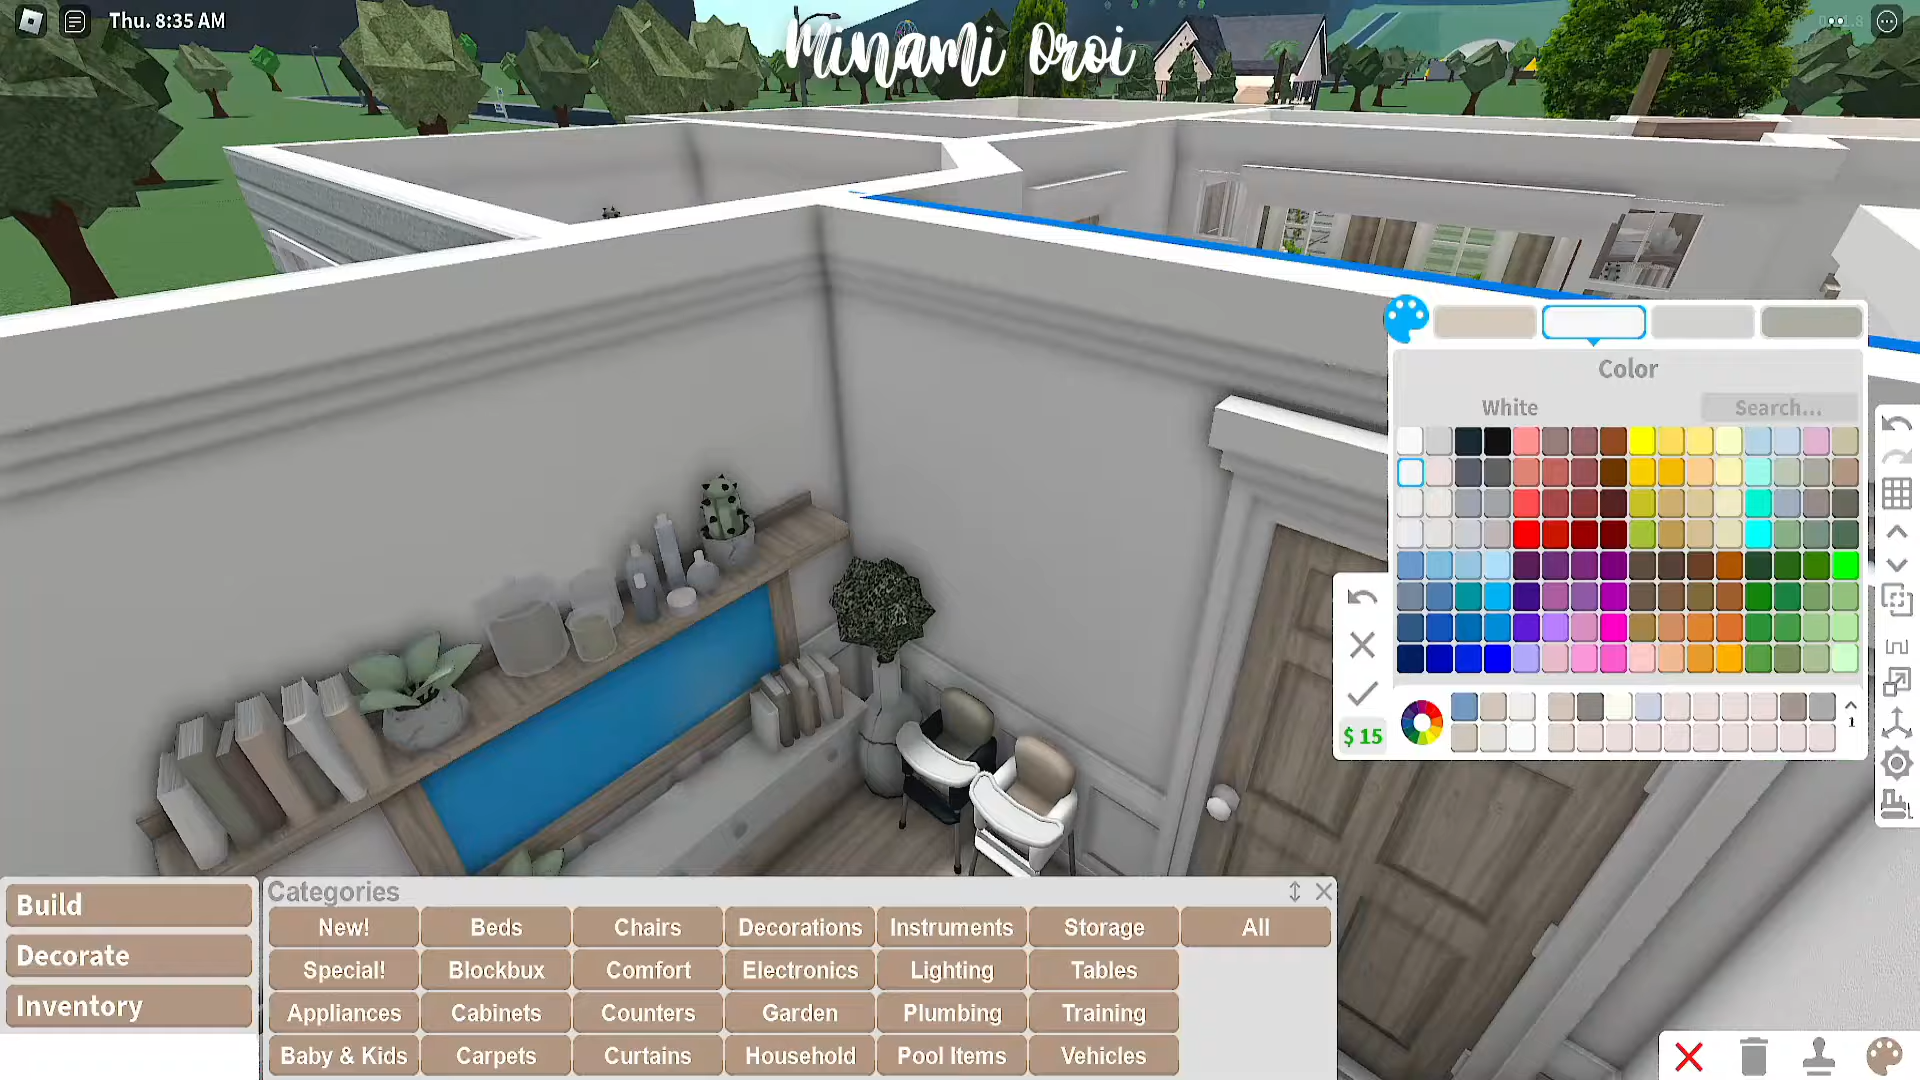 Thu. 8:35 AM
Minami Oroi
Color
White
Search...
$ 15
1
Build
Decorate
Inventory
Categories
New! Beds Chairs Decorations Instruments Storage All
Special! Blockbux Comfort Electronics Lighting Tables
Appliances Cabinets Counters Garden Plumbing Training
Baby & Kids Carpets Curtains Household Pool Items Vehicles